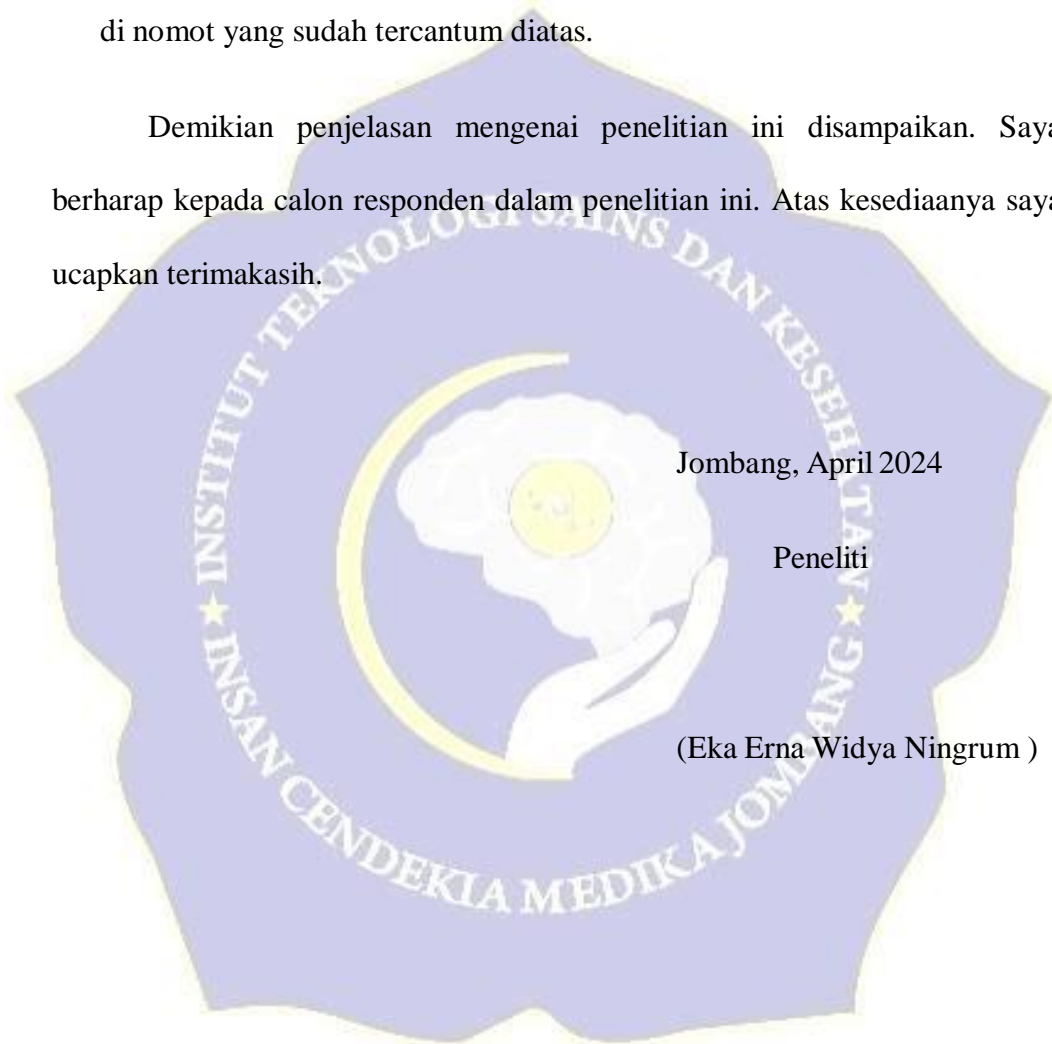 di nomot yang sudah tercantum diatas.
Demikian penjelasan mengenai penelitian ini disampaikan. Saya
berharap kepada calon responden dalam penelitian ini. Atas kesediaanya saya
ucapkan terimakasih.
INSTITUT TEKNOLOGI SAINS DAN KESEHATAN
Jombang, April 2024
Peneliti
(Eka Erna Widya Ningrum )
INSAN CENDEKIA MEDIKA JOMBANG